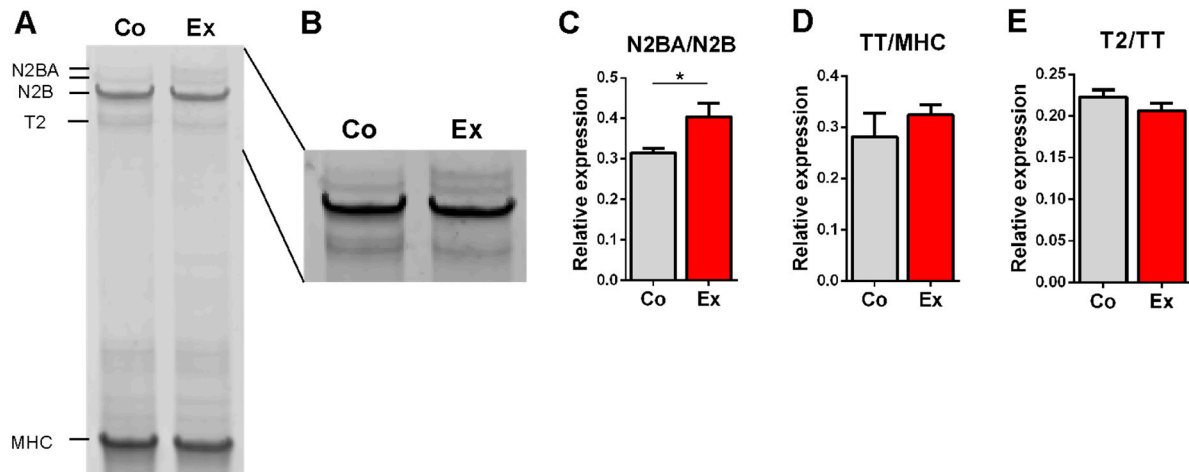 A
Co Ex
N2BA
N2B
T2
MHC
B
Co Ex
C
N2BA/N2B
Relative expression
0.5
0.4
0.3
0.2
0.1
0.0
*
Co Ex
D
TT/MHC
Relative expression
0.4
0.3
0.2
0.1
0.0
Co Ex
E
T2/TT
Relative expression
0.25
0.20
0.15
0.10
0.05
0.00
Co Ex